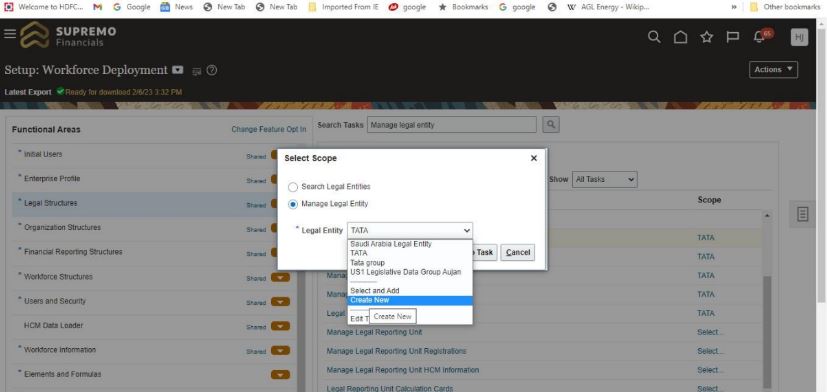 Welcome to HDFC...
Google
News
New Tab
New Tab
Imported From IE
google
Bookmarks
google
AGL Energy - Wikip...
»
Other bookmarks
SUPREMO
Financials
65
HJ
Setup: Workforce Deployment
Actions
Latest Export Ready for download 2/6/23 3:32 PM
Functional Areas
Change Feature Opt In
Search Tasks Manage legal entity
* Initial Users Shared
* Enterprise Profile Shared
* Legal Structures
* Organization Structures
* Financial Reporting Structures
* Workforce Structures Shared
* Users and Security Shared
HCM Data Loader Shared
* Workforce Information Shared
* Elements and Formulas Shared
Select Scope
×
Search Legal Entities
Manage Legal Entity
* Legal Entity TATA
Saudi Arabia Legal Entity
TATA
Tata group
US1 Legislative Data Group Aujan
Select and Add
Create New
Edit T
Create New
Task
Cancel
Show All Tasks
Scope
TATA
TATA
TATA
TATA
Legal
TATA
Manage Legal Reporting Unit Select...
Manage Legal Reporting Unit Registrations Select...
Manage Legal Reporting Unit HCM Information Select...
Legal Reporting Unit Calculation Cards Select...